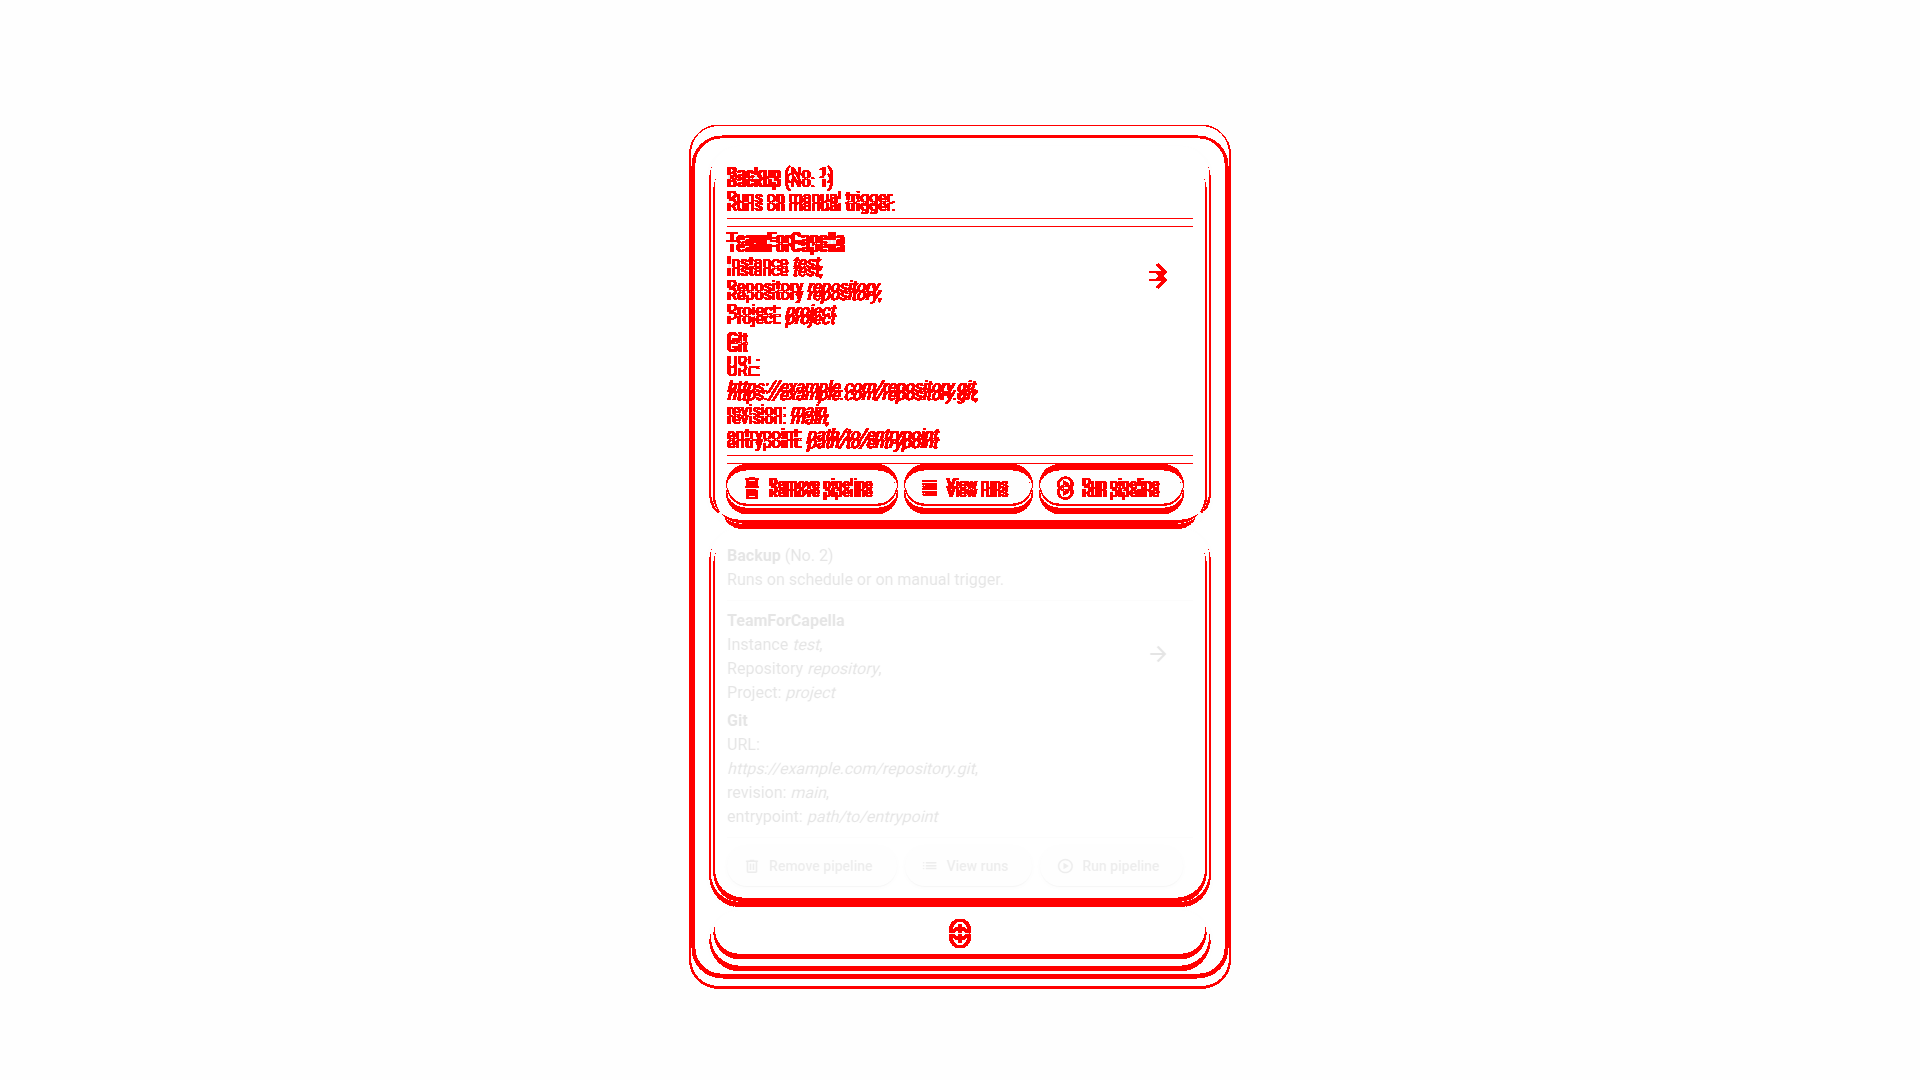 Backup (No. 1)
Runs on manual trigger.
TeamForCapella
Instance test,
Repository repository,
Project: project
Git
URL:
https://example.com/repository.git,
revision: main,
entrypoint: path/to/entrypoint
Remove pipeline View runs Run pipeline
Backup (No. 2)
Runs on schedule or on manual trigger.
TeamForCapella
Instance test,
Repository repository,
Project: project
Git
URL:
https://example.com/repository.git,
revision: main,
entrypoint: path/to/entrypoint
Remove pipeline View runs Run pipeline